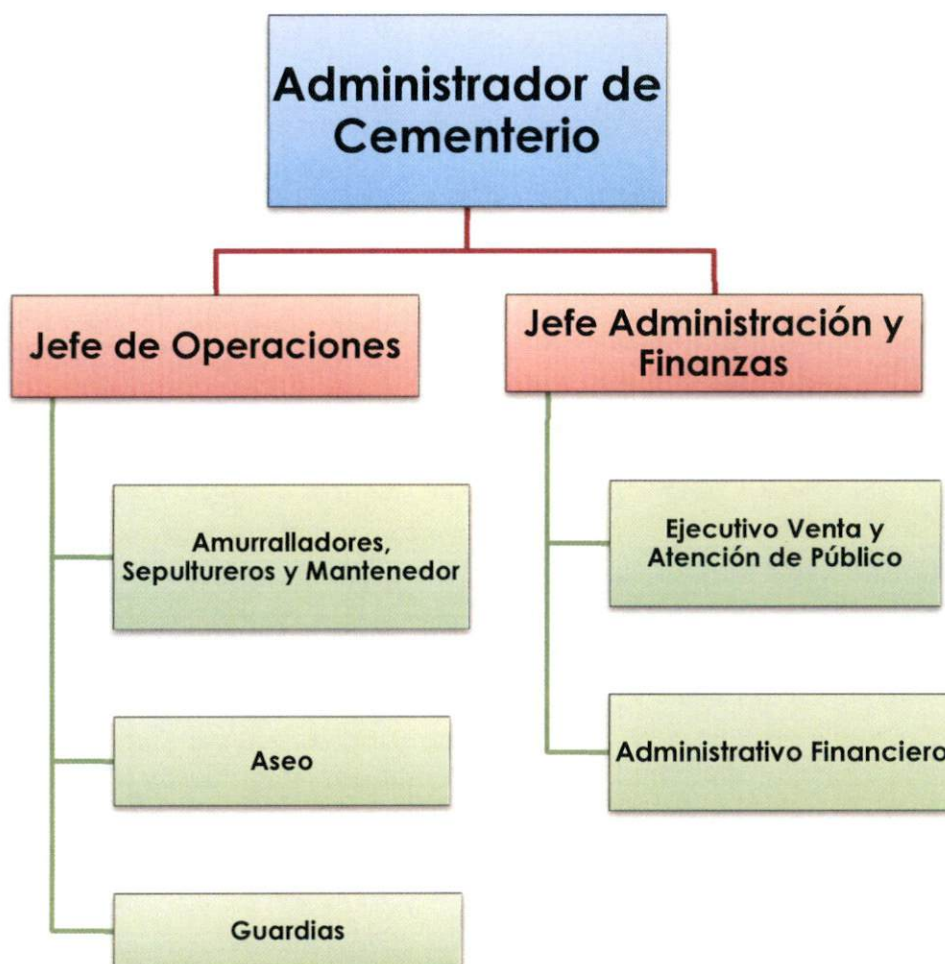 Administrador de
Cementerio
Jefe de Operaciones
Jefe Administración y
Finanzas
Amurralladores,
Sepultureros y Mantenedor
Ejecutivo Venta y
Atención de Público
Aseo
Administrativo Financiero
Guardias